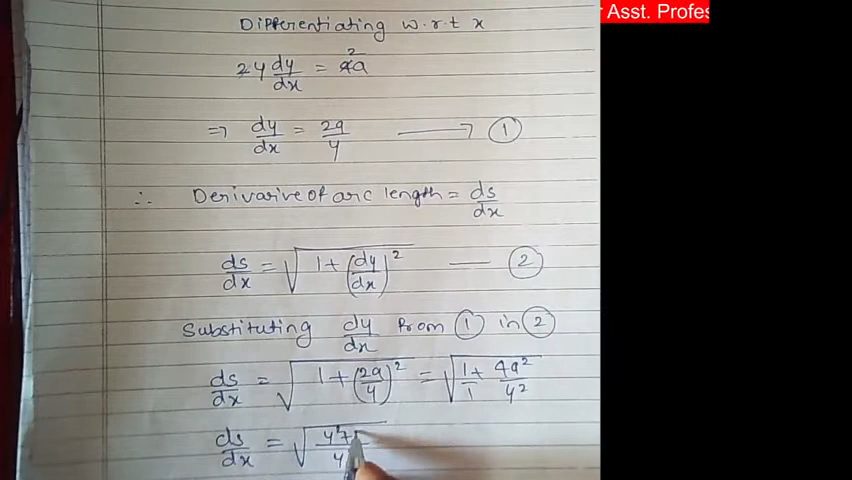 Asst. Profes
Differentiating w.r.t x
2y dy/dx = 4a 2
=> dy/dx = 2a/y ⟶ ①
∴ Derivarive of arc length = ds/dx
ds/dx = √(1+(dy/dx)²) — ②
Substituting dy/dx from ① in ②
ds/dx = √(1+(2a/y)²) = √(1/1 + 4a²/y²)
ds/dx = √(y²+